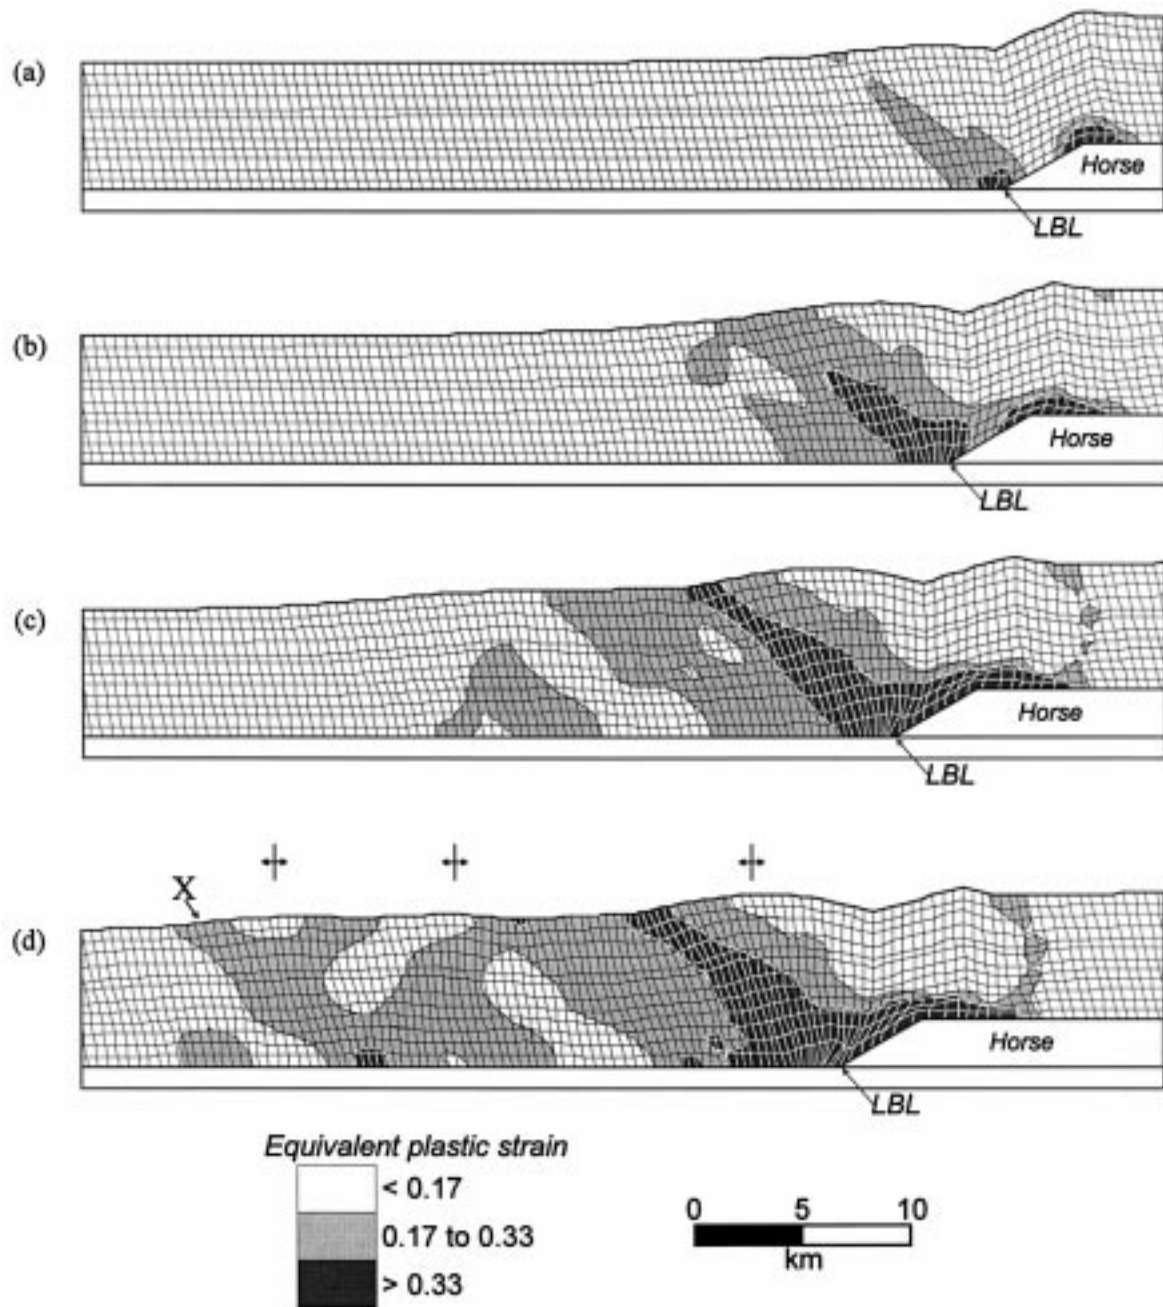 (a)
Horse
LBL
(b)
Horse
LBL
(c)
Horse
LBL
X
(d)
Horse
LBL
Equivalent plastic strain
< 0.17
0.17 to 0.33
> 0.33
0 5 10
km